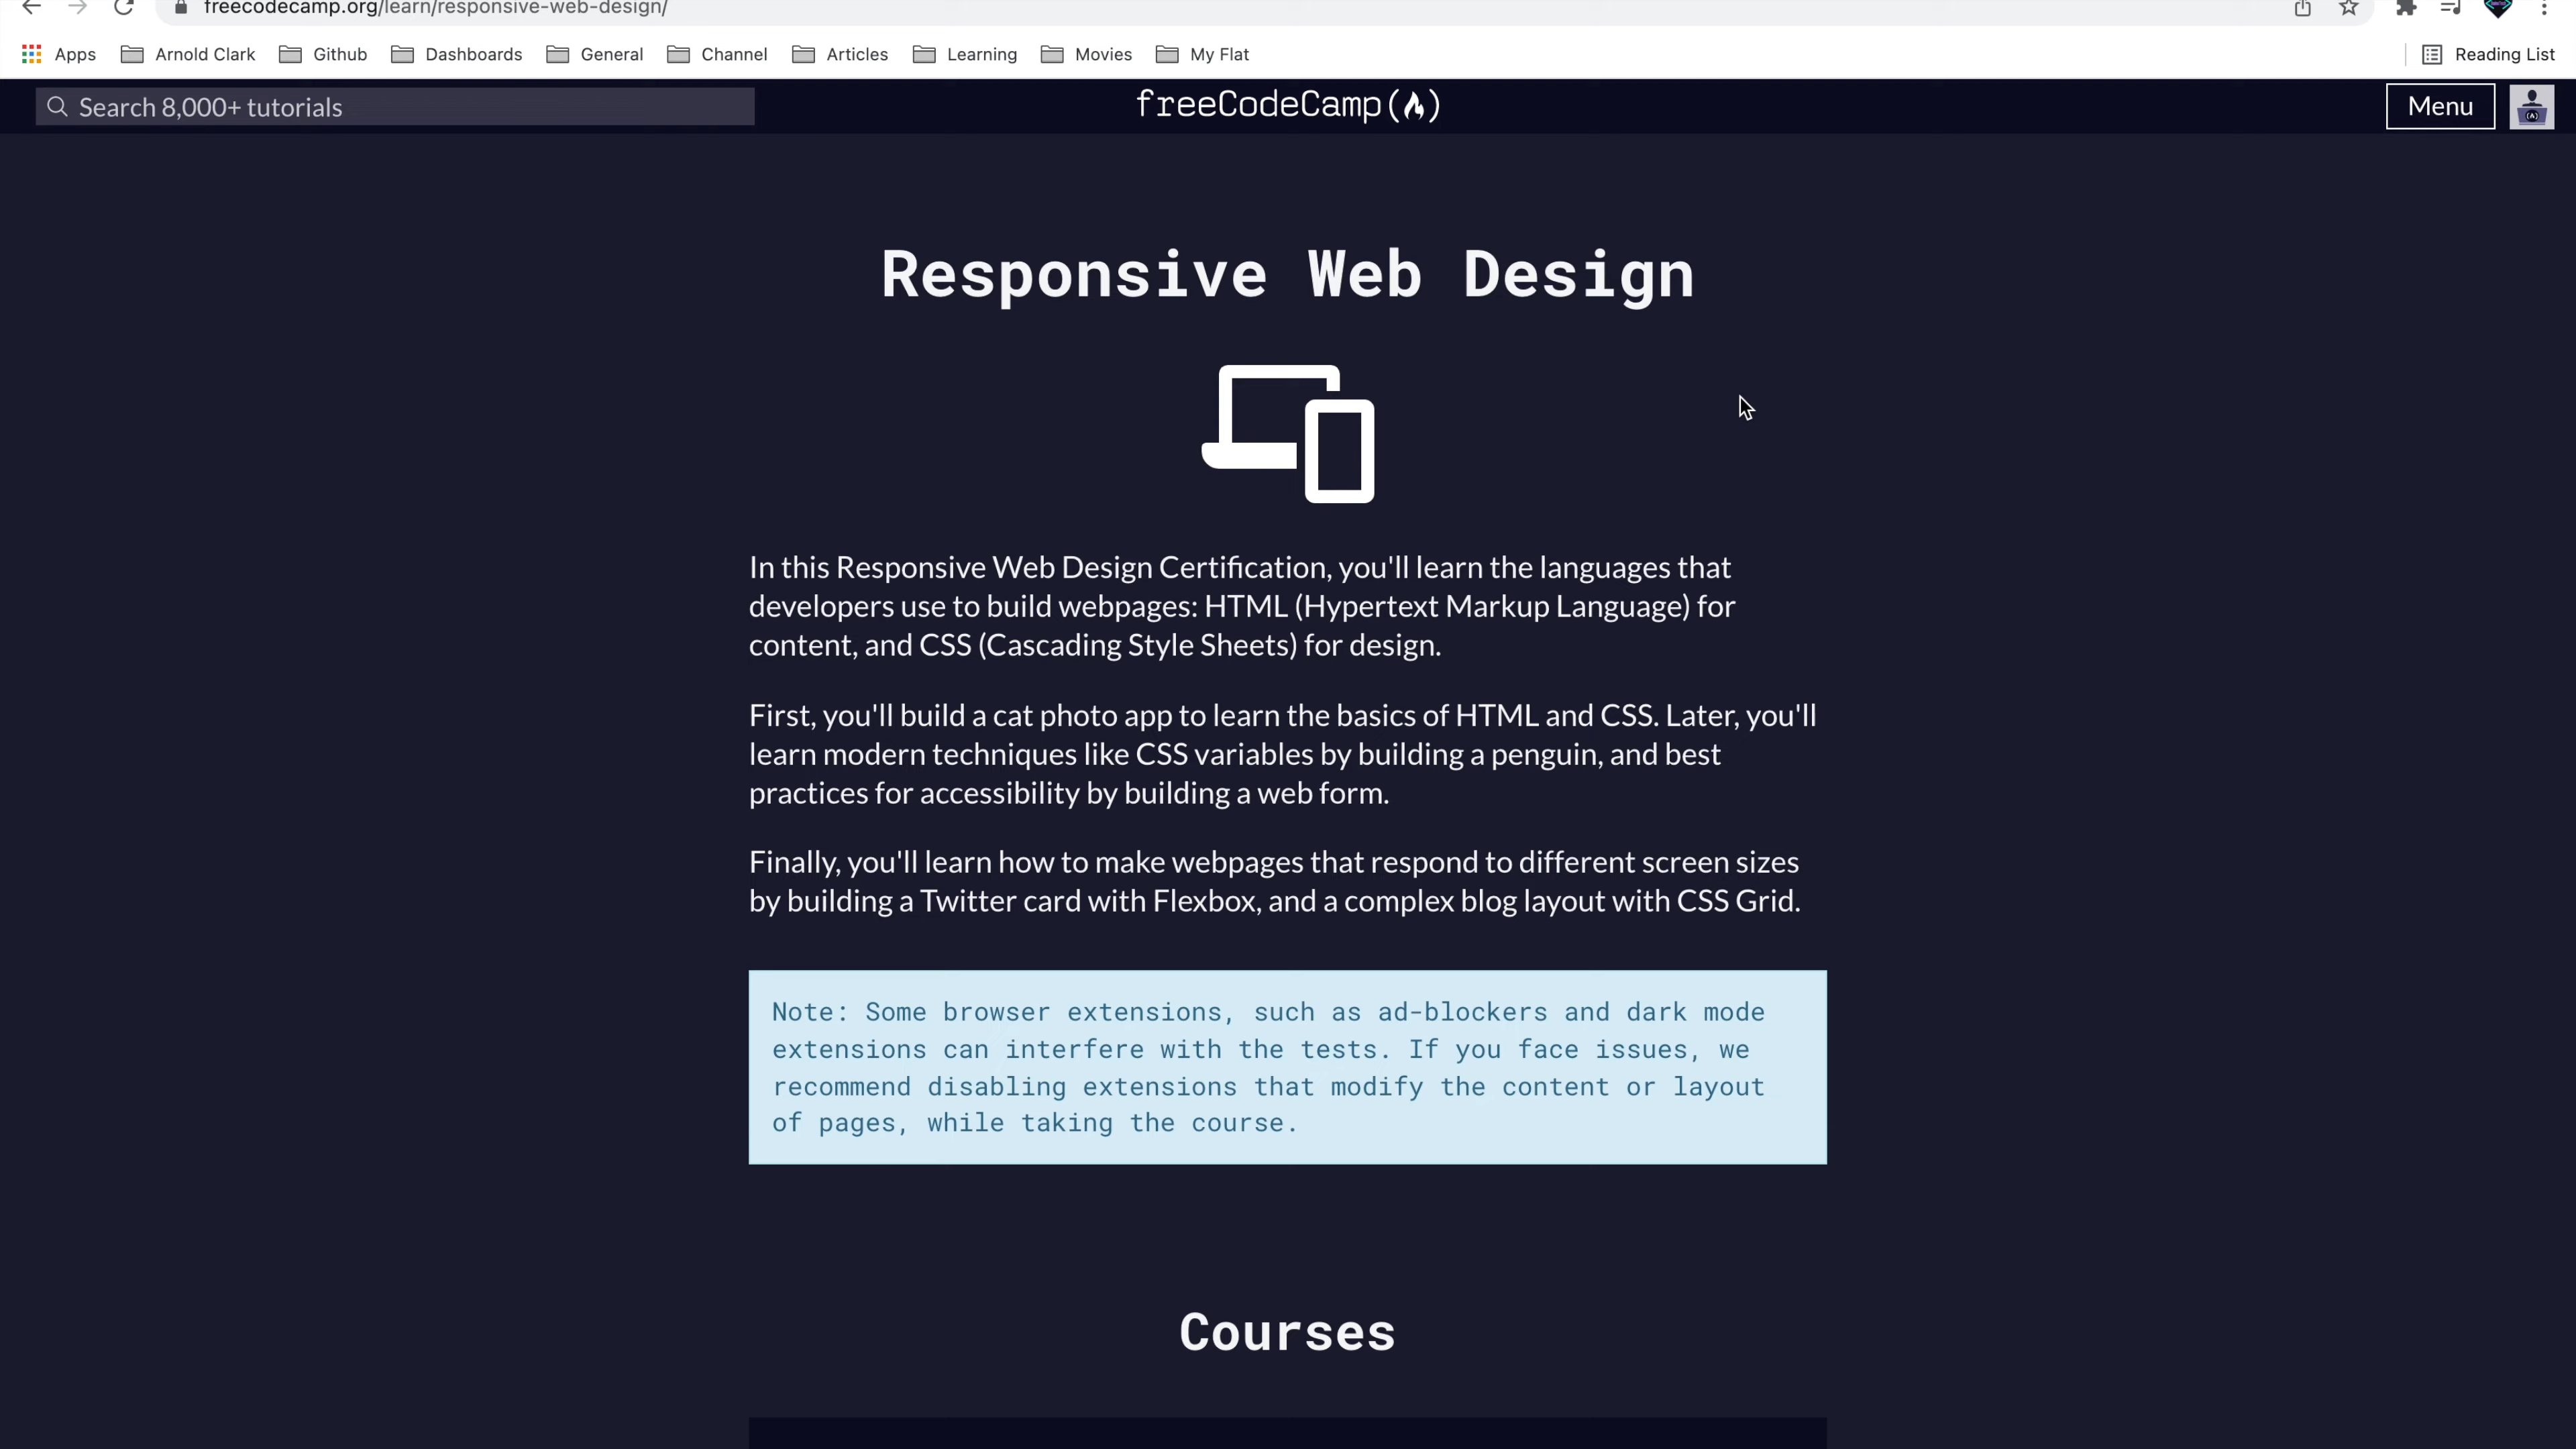 freecodecamp.org/learn/responsive-web-design/
Apps Arnold Clark Github Dashboards General Channel Articles Learning Movies My Flat Reading List
Search 8,000+ tutorials freeCodeCamp(🔥) Menu
Responsive Web Design
In this Responsive Web Design Certification, you'll learn the languages that
developers use to build webpages: HTML (Hypertext Markup Language) for
content, and CSS (Cascading Style Sheets) for design.
First, you'll build a cat photo app to learn the basics of HTML and CSS. Later, you'll
learn modern techniques like CSS variables by building a penguin, and best
practices for accessibility by building a web form.
Finally, you'll learn how to make webpages that respond to different screen sizes
by building a Twitter card with Flexbox, and a complex blog layout with CSS Grid.
Note: Some browser extensions, such as ad-blockers and dark mode
extensions can interfere with the tests. If you face issues, we
recommend disabling extensions that modify the content or layout
of pages, while taking the course.
Courses